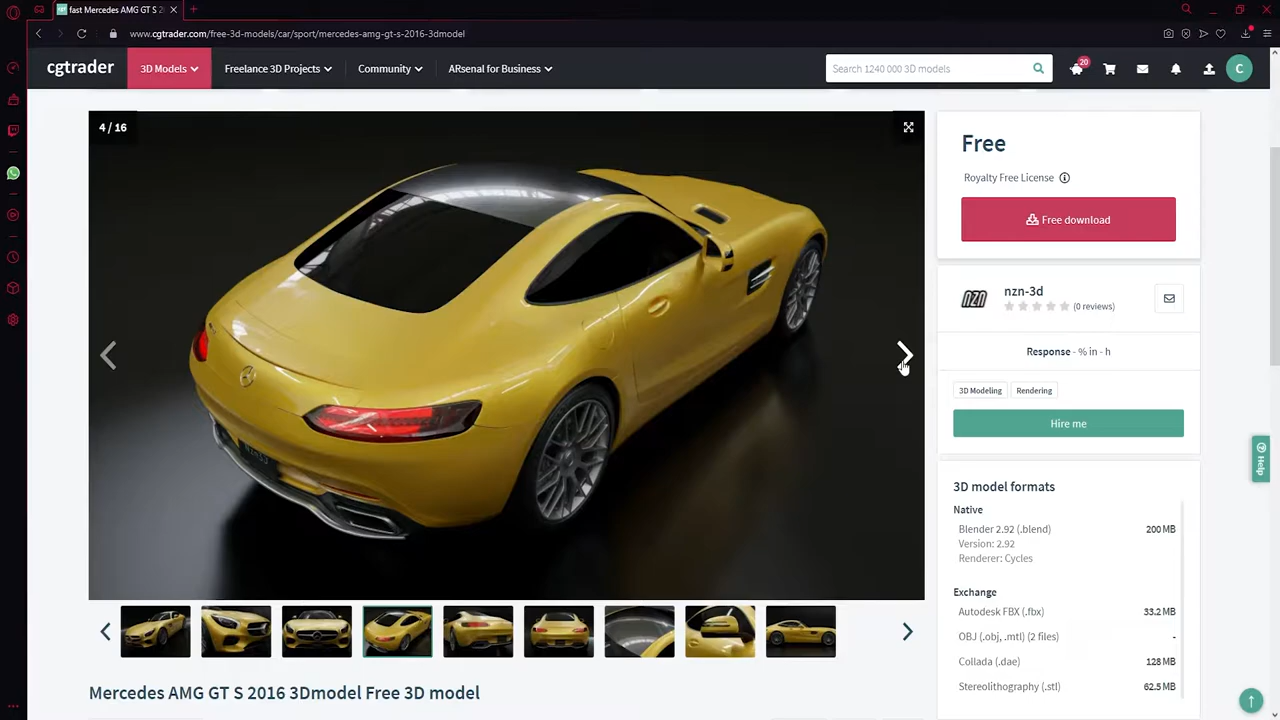 fast Mercedes AMG GT S 2
www.cgtrader.com/free-3d-models/car/sport/mercedes-amg-gt-s-2016-3dmodel
cgtrader
3D Models
Freelance 3D Projects
Community
ARsenal for Business
Search 1240 000 3D models
20
C
4 / 16
Free
Royalty Free License
Free download
nzn
nzn-3d
(0 reviews)
Response - % in - h
3D Modeling
Rendering
Hire me
Help
3D model formats
Native
Blender 2.92 (.blend) 200 MB
Version: 2.92
Renderer: Cycles
Exchange
Autodesk FBX (.fbx) 33.2 MB
OBJ (.obj, .mtl) (2 files) -
Collada (.dae) 128 MB
Stereolithography (.stl) 62.5 MB
Mercedes AMG GT S 2016 3Dmodel Free 3D model